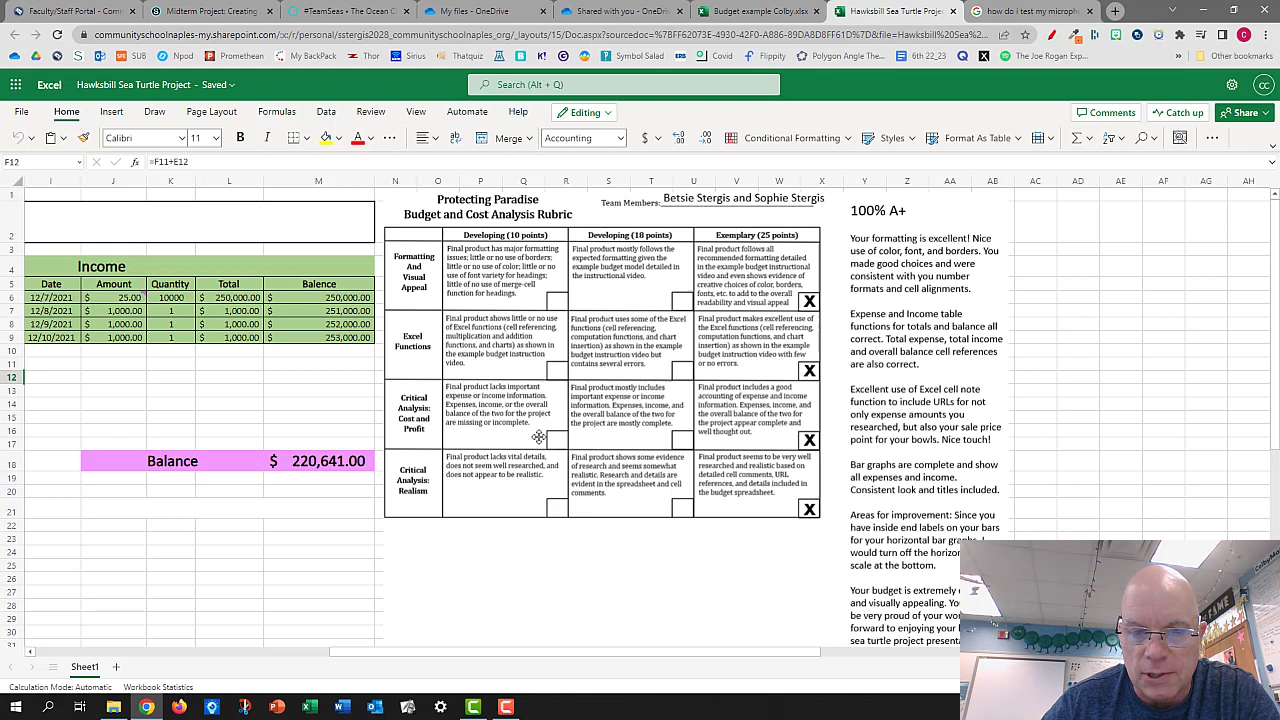 StarrMatica
Midterm Project: Creating
#TeamSeas - The Ocean C
My files - OneDrive
Shared with you - OneDriv
Budget example Colby.xlsx
Hawksbill Sea Turtle Proje
how do i test my microph
communityschoolnaples-my.sharepoint.com/:x:/r/personal/stergis2028_communityschoolnaples_org/_layouts/15/Doc.aspx?sourcedoc=%7BFF62073E-4930-42F0-A886-89DA8D8FF61D%7D&file=Hawksbill%20Sea%2...
Outlook
OneDrive
Meraki
MyBackPack
Thor
Sirius
My CSN
LMC
ID Maker
Symbol Salad
Flipity
Polygon Angle The...
6th 22_23
The Joe Rogan Exp...
Excel Hawksbill Sea Turtle Project - Saved
Search (Alt + Q)
CC
File Home Insert Draw Page Layout Formulas Data Review View Automate Help Editing Comments Catch up Share
Calibri 11 Merge Accounting $ Conditional Formatting Styles Format As Table
F12 =F11+E12
I J K L M N O P Q R S T U V W X Y Z AA AB AC AD AE AF AG AH
Income
Date Amount Quantity Total Balance
12/7/2021 $ 25.00 10000 $ 250,000.00 250,000.00
12/8/2021 $ 1,000.00 1 $ 1,000.00 251,000.00
12/9/2021 $ 1,000.00 1 $ 1,000.00 252,000.00
12/10/2021 $ 1,000.00 1 $ 1,000.00 253,000.00
Balance $ 220,641.00
Protecting Paradise
Budget and Cost Analysis Rubric
Team Members: Betsie Stergis and Sophie Stergis
Developing (10 points) Developing (18 points) Exemplary (25 points)
Formatting
And
Visual
Appeal
Final product has major formatting
issues; little or no use of borders;
little or no use of color; little or no
use of font variety for headings;
little of no use of merge-cell
function for headings.
Final product mostly follows the
expected formatting given the
example budget model detailed in
the instructional video.
Final product follows all
recommended formatting detailed
in the example budget instructional
video and even shows evidence of
creative choices of color, borders,
fonts, etc. to add to the overall
readability and visual appeal
X
Excel
Functions
Final product shows little or no use
of Excel functions (cell referencing,
multiplication and addition
functions, and charts) as shown in
the example budget instruction
video.
Final product uses some of the Excel
functions (cell referencing,
computation functions, and chart
insertion) as shown in the example
budget instruction video but
contains several errors.
Final product makes excellent use of
the Excel functions (cell referencing,
computation functions, and chart
insertion) as shown in the example
budget instruction video with few
or no errors.
X
Critical
Analysis:
Cost and
Profit
Final product lacks important
expense or income information.
Expenses, income, or the overall
balance of the two for the project
are missing or incomplete.
Final product mostly includes
important expense or income
information. Expenses, income, and
the overall balance of the two for
the project are mostly complete.
Final product includes a good
accounting of expense and income
information. Expenses, income, and
the overall balance of the two for
the project appear complete and
well thought out.
X
Critical
Analysis:
Realism
Final product lacks vital details,
does not seem well researched, and
does not appear to be realistic.
Final product shows some evidence
of research and seems somewhat
realistic. Research and details are
evident in the spreadsheet and cell
comments.
Final product seems to be very well
researched and realistic based on
detailed cell comments, URL
references, and details included in
the budget spreadsheet.
X
100% A+
Your formatting is excellent! Nice
use of color, font, and borders. You
made good choices and were
consistent with you number
formats and cell alignments.
Expense and Income table
functions for totals and balance all
correct. Total expense, total income
and overall balance cell references
are also correct.
Excellent use of Excel cell note
function to include URLs for not
only expense amounts you
researched, but also your sale price
point for your bowls. Nice touch!
Bar graphs are complete and show
all expenses and income.
Consistent look and titles included.
Areas for improvement: Since you
have inside end labels on your bars
for your horizontal bar graphs, I
would turn off the horizon
scale at the bottom.
Your budget is extremely
and visually appealing. Yo
be very proud of your wo
forward to enjoying your
sea turtle project present
Sheet1
Calculation Mode: Automatic Workbook Statistics